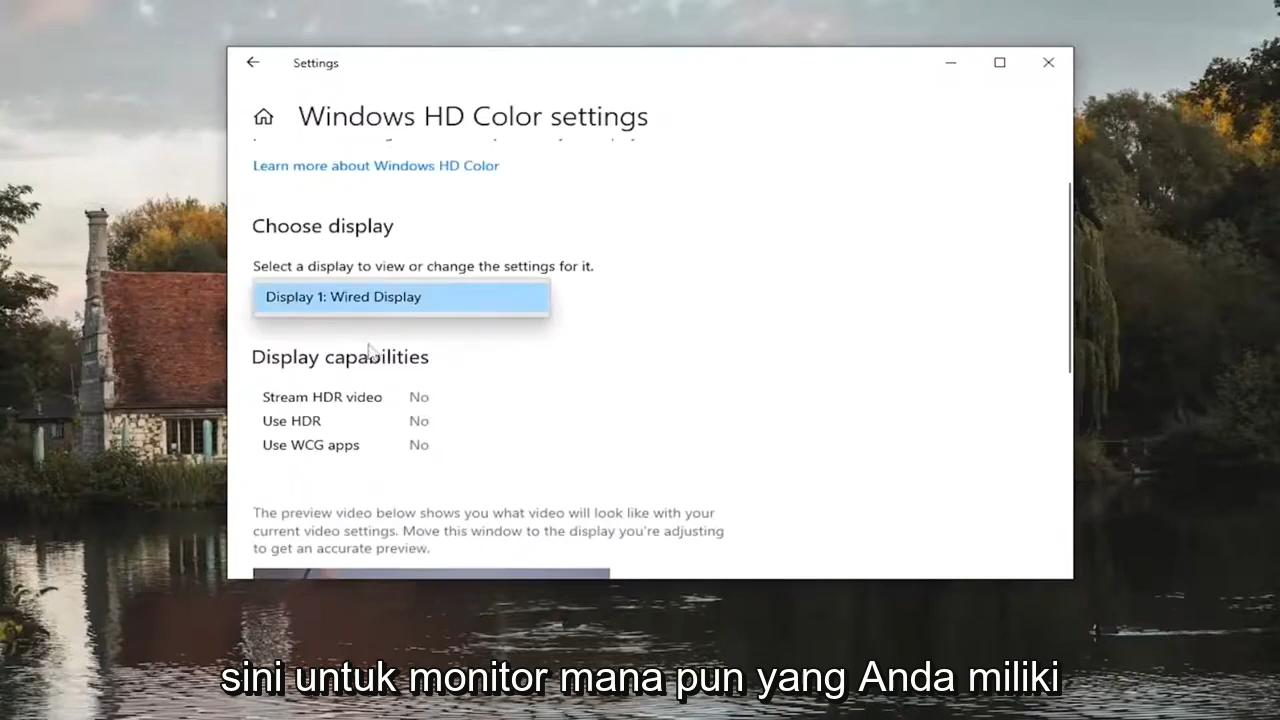 Settings
Windows HD Color settings
Learn more about Windows HD Color
Choose display
Select a display to view or change the settings for it.
Display 1: Wired Display
Display capabilities
Stream HDR video No
Use HDR No
Use WCG apps No
The preview video below shows you what video will look like with your
current video settings. Move this window to the display you're adjusting
to get an accurate preview.
sini untuk monitor mana pun yang Anda miliki